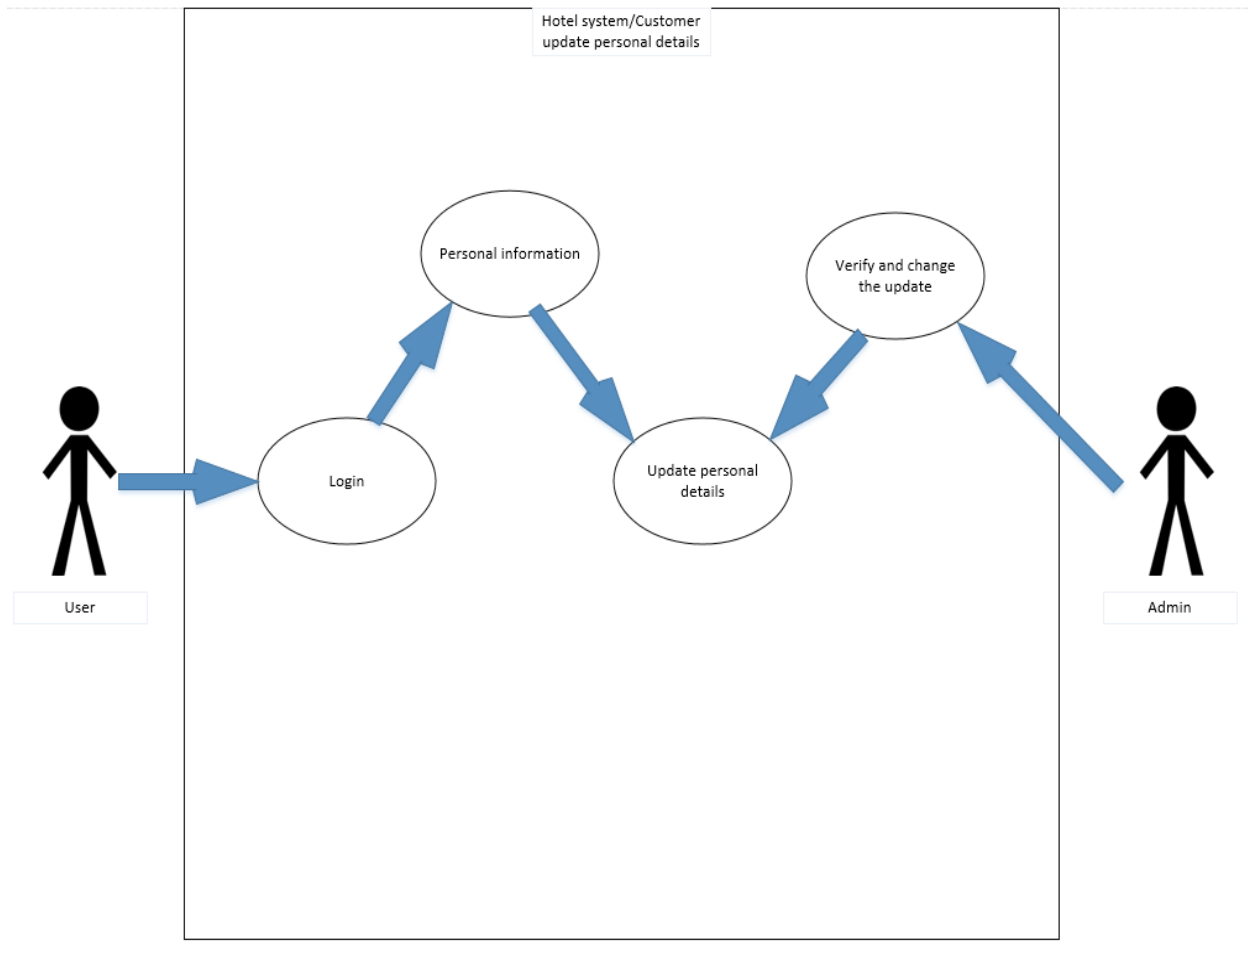 Hotel system/Customer
update personal details
Personal information
Verify and change
the update
Login
Update personal
details
User
Admin